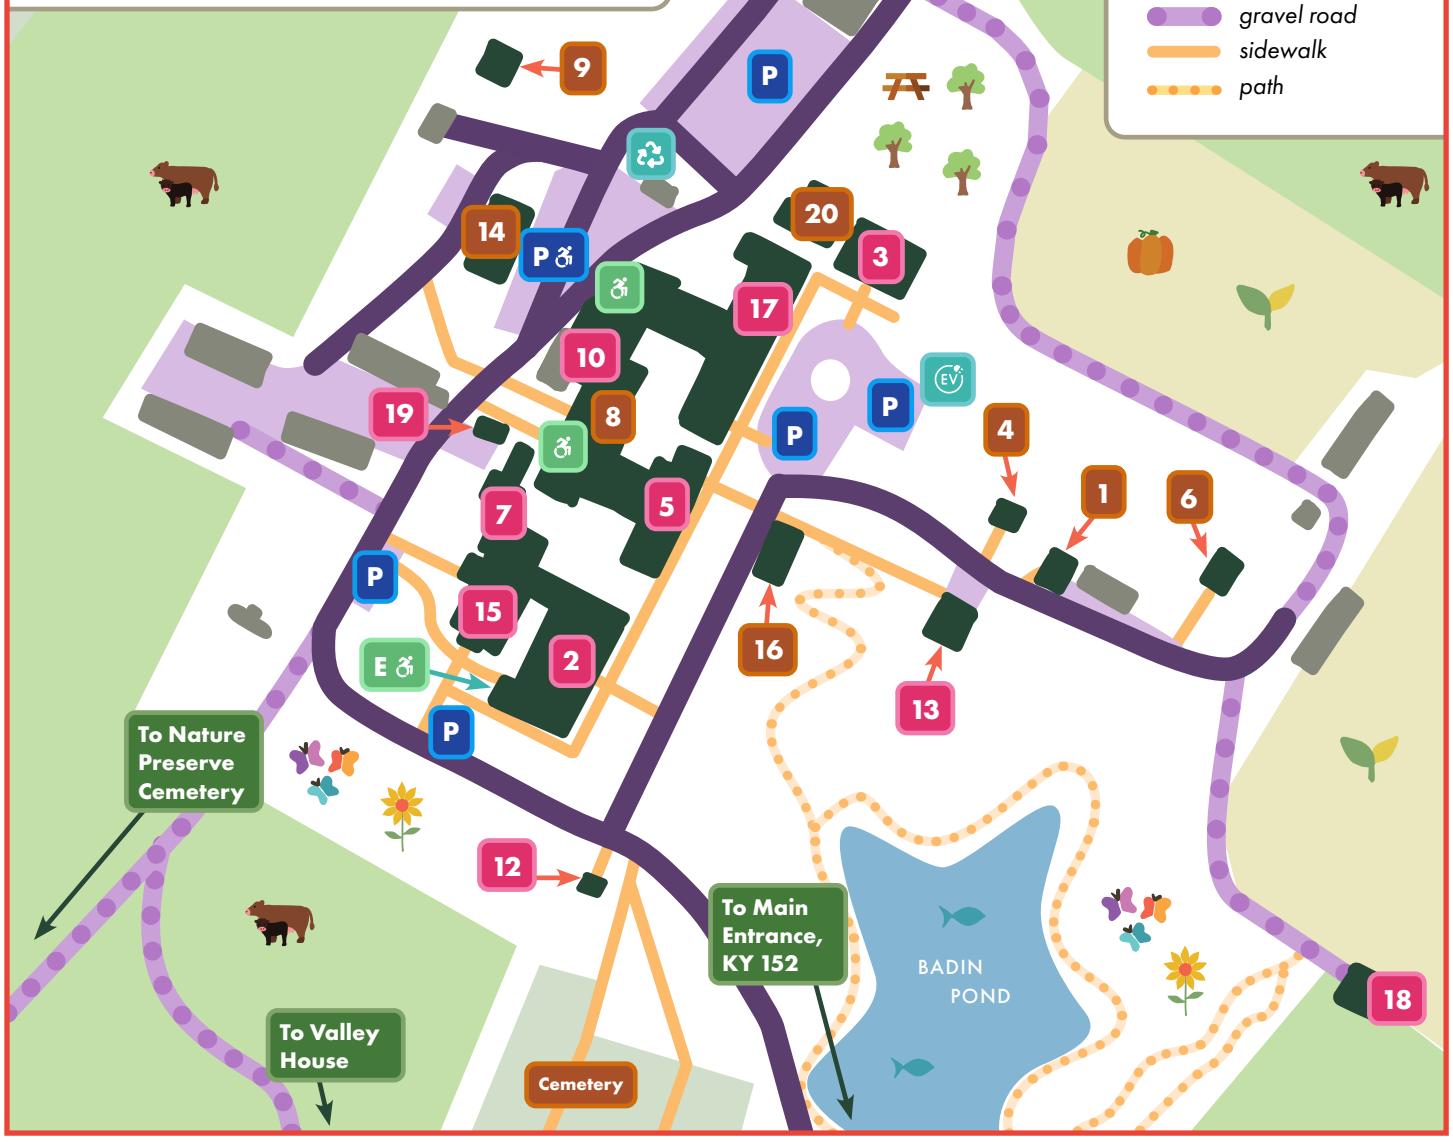 gravel road
sidewalk
path
9
P
14
P
20
3
17
10
19
8
EV
P
P
4
1
6
7
5
P
15
2
16
E
13
P
To Nature
Preserve
Cemetery
12
To Main
Entrance,
KY 152
BADIN
POND
18
To Valley
House
Cemetery